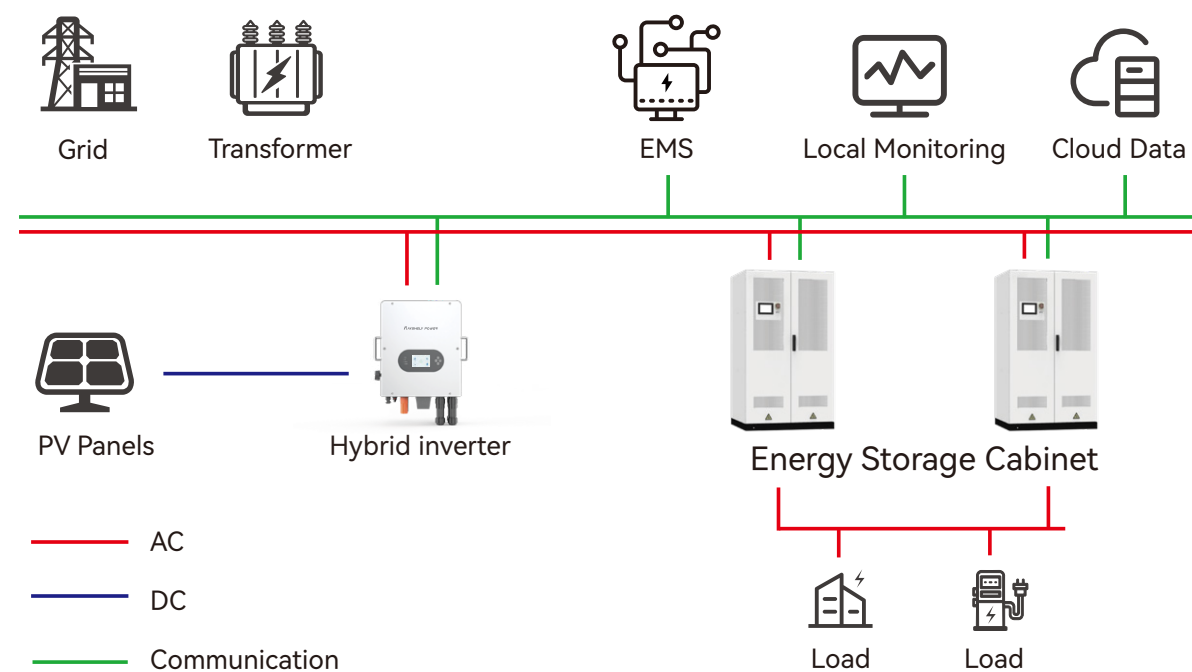 Grid
Transformer
EMS
Local Monitoring
Cloud Data
PV Panels
Hybrid inverter
Energy Storage Cabinet
AC
DC
Communication
Load
Load